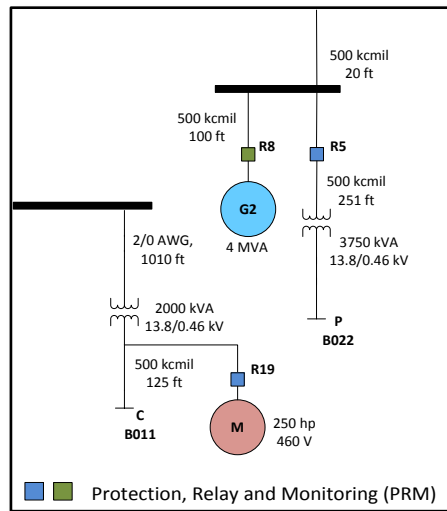 500 kcmil
20 ft
500 kcmil
100 ft
R8
R5
G2
4 MVA
500 kcmil
251 ft
3750 kVA
13.8/0.46 kV
P
B022
2/0 AWG,
1010 ft
2000 kVA
13.8/0.46 kV
500 kcmil
125 ft
R19
C
B011
M
250 hp
460 V
Protection, Relay and Monitoring (PRM)